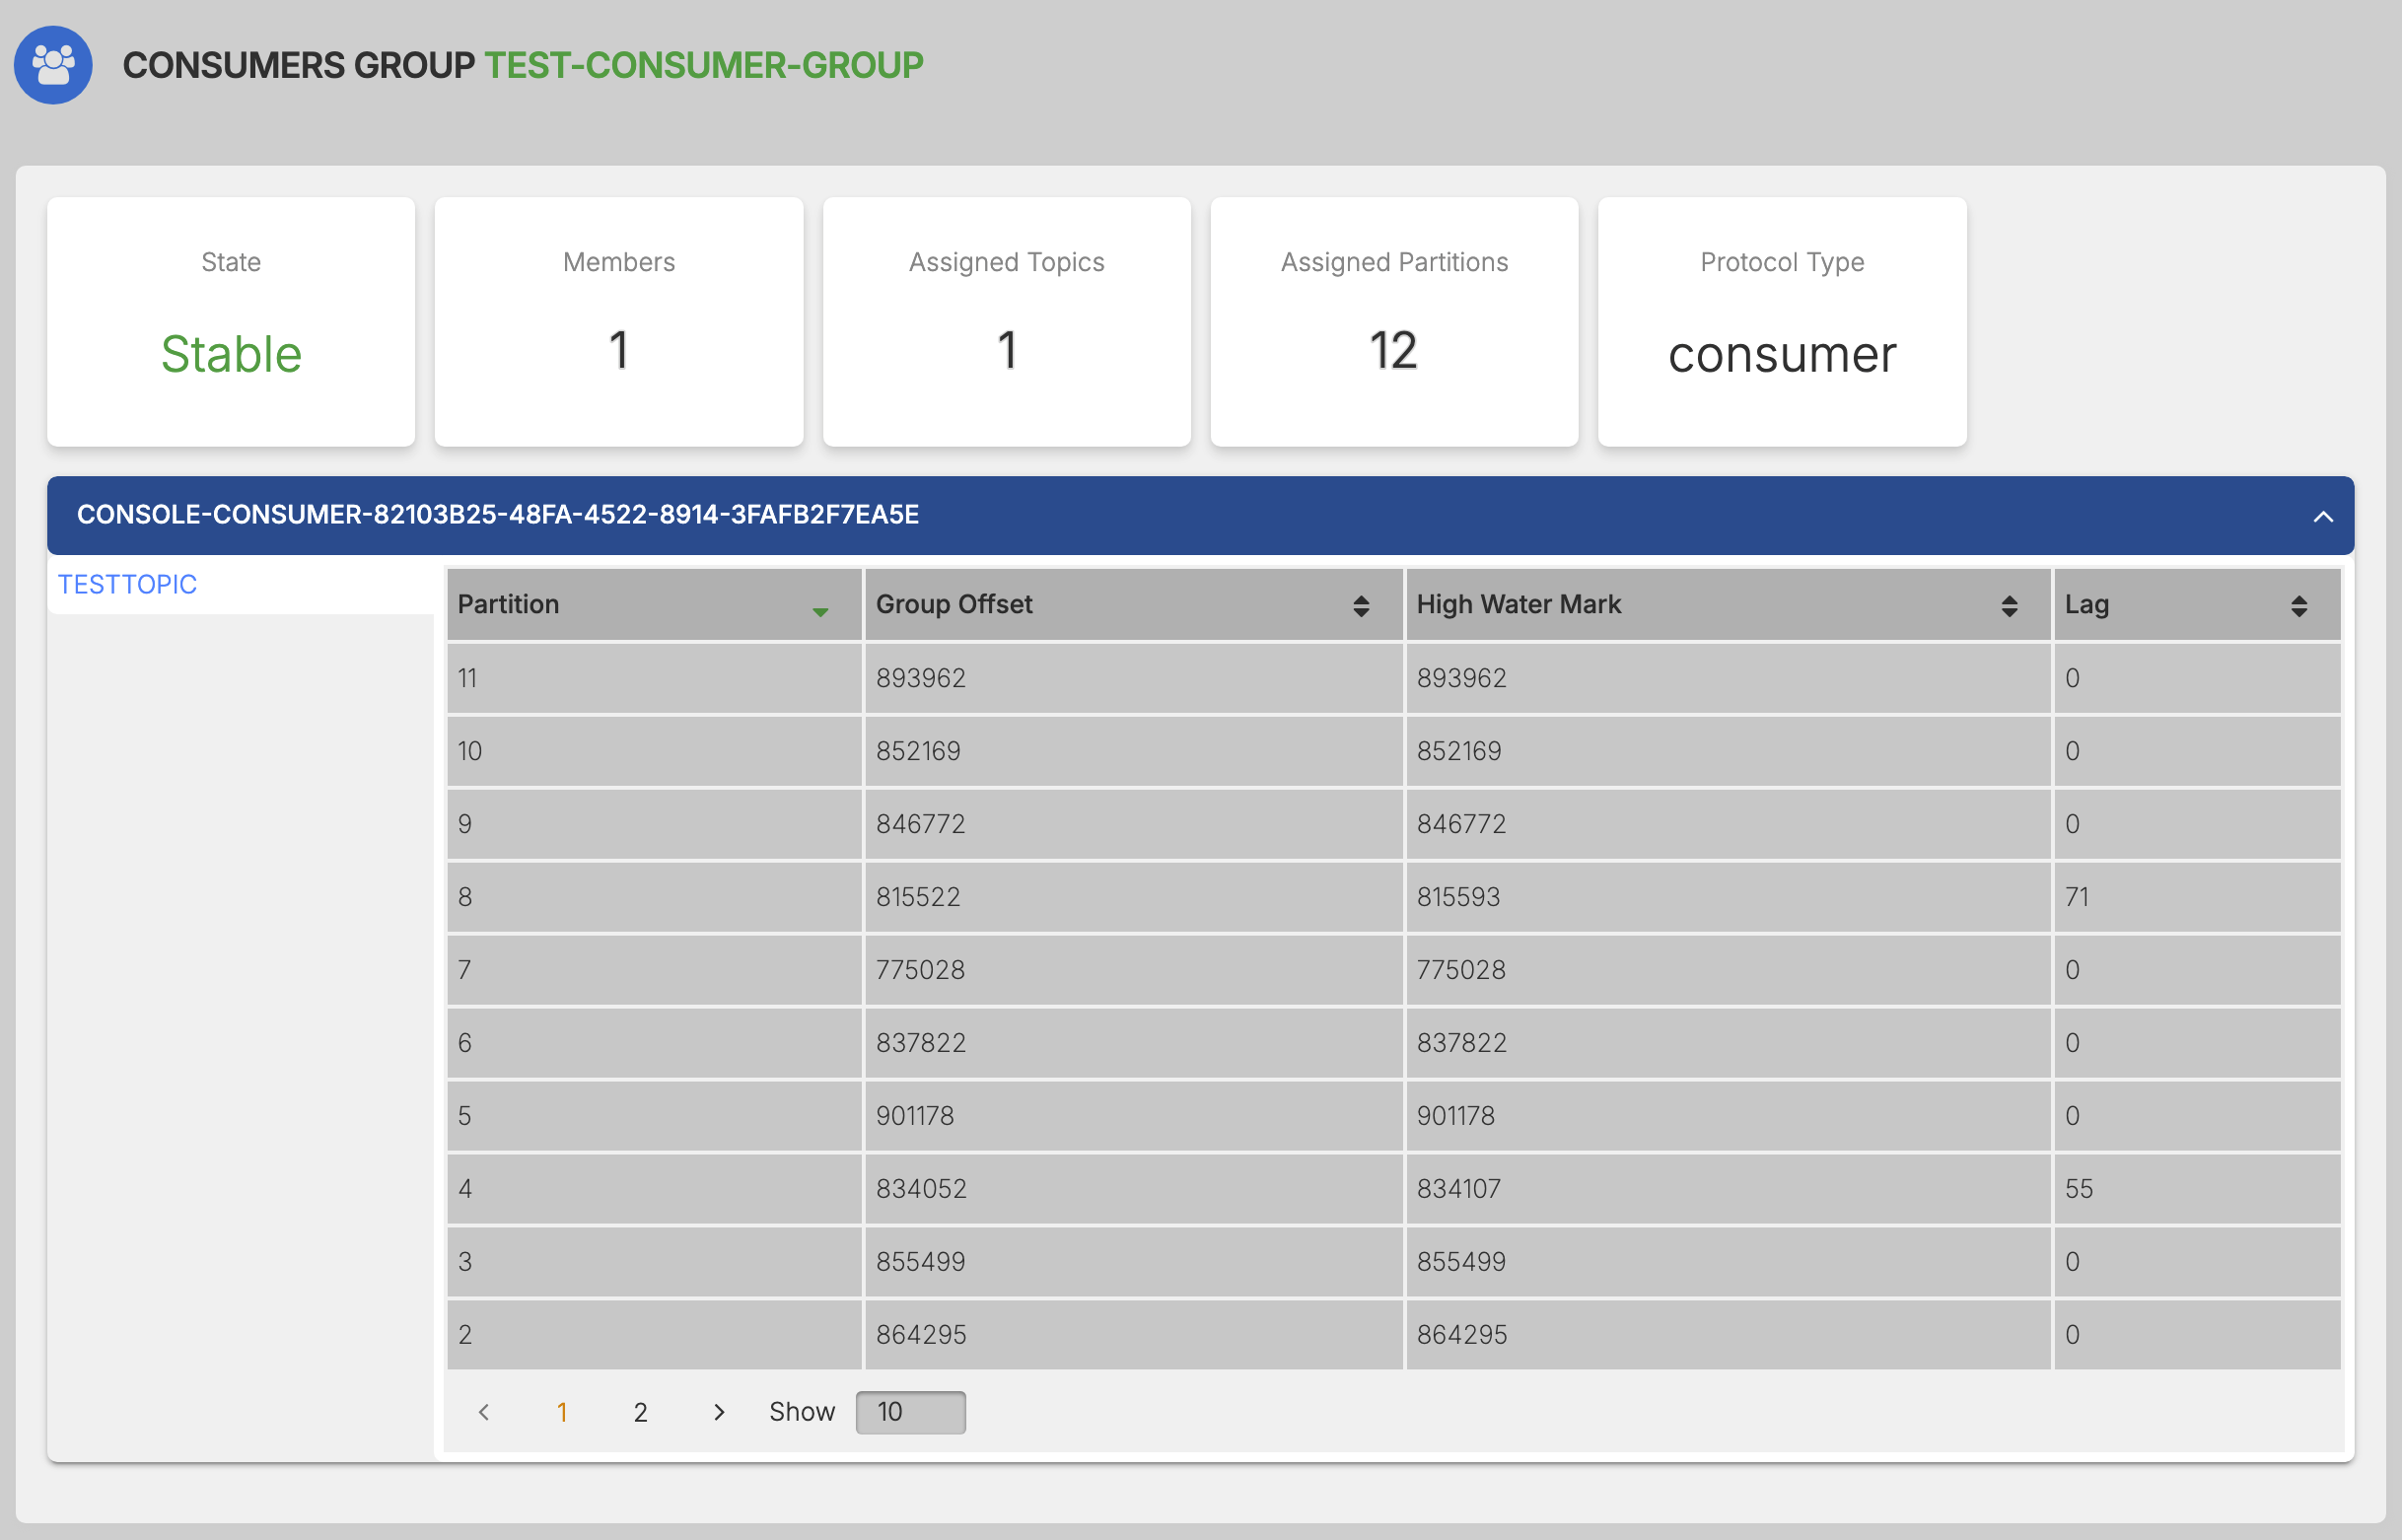 CONSUMERS GROUP TEST-CONSUMER-GROUP
State Members Assigned Topics Assigned Partitions Protocol Type
Stable 1 1 12 consumer
CONSOLE-CONSUMER-82103B25-48FA-4522-8914-3FAFB2F7EA5E
TESTTOPIC
Partition Group Offset High Water Mark Lag
11 893962 893962 0
10 852169 852169 0
9 846772 846772 0
8 815522 815593 71
7 775028 775028 0
6 837822 837822 0
5 901178 901178 0
4 834052 834107 55
3 855499 855499 0
2 864295 864295 0
1 2 Show 10